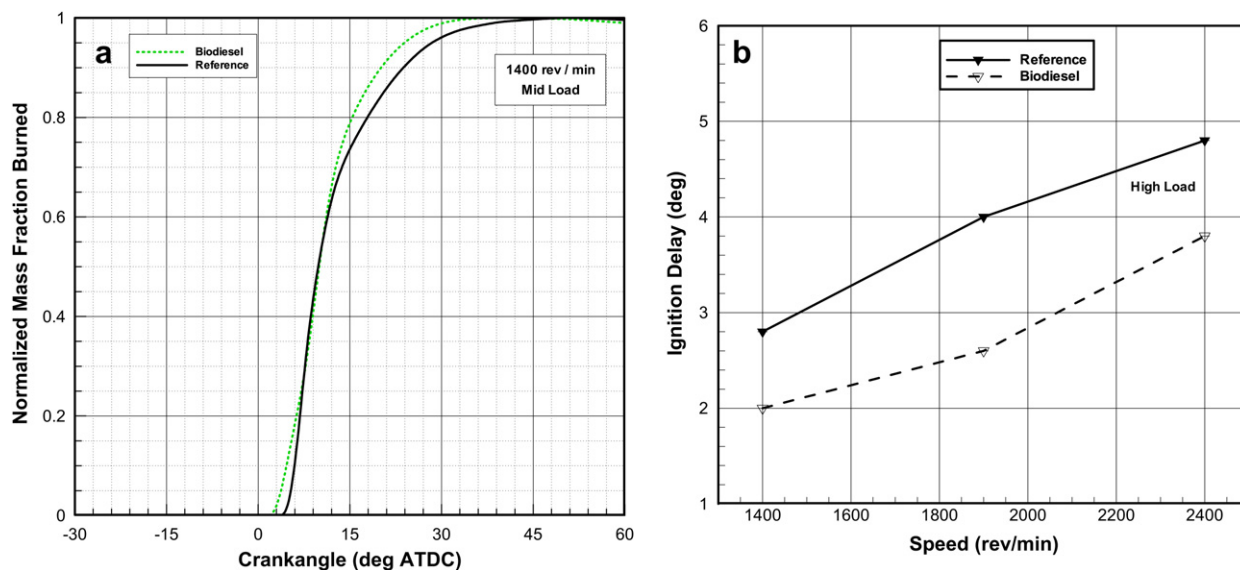 a
Biodiesel
Reference
1400 rev / min
Mid Load
Normalized Mass Fraction Burned
1
0.8
0.6
0.4
0.2
0
-30 -15 0 15 30 45 60
Crankangle (deg ATDC)
b
Reference
Biodiesel
High Load
Ignition Delay (deg)
6
5
4
3
2
1
1400 1600 1800 2000 2200 2400
Speed (rev/min)